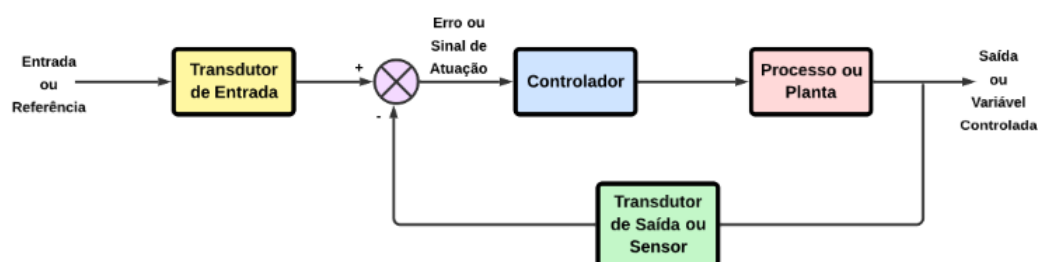 Entrada
ou
Referência
Transdutor
de Entrada
+
-
Erro ou
Sinal de
Atuação
Controlador
Processo ou
Planta
Saída
ou
Variável
Controlada
Transdutor
de Saída ou
Sensor